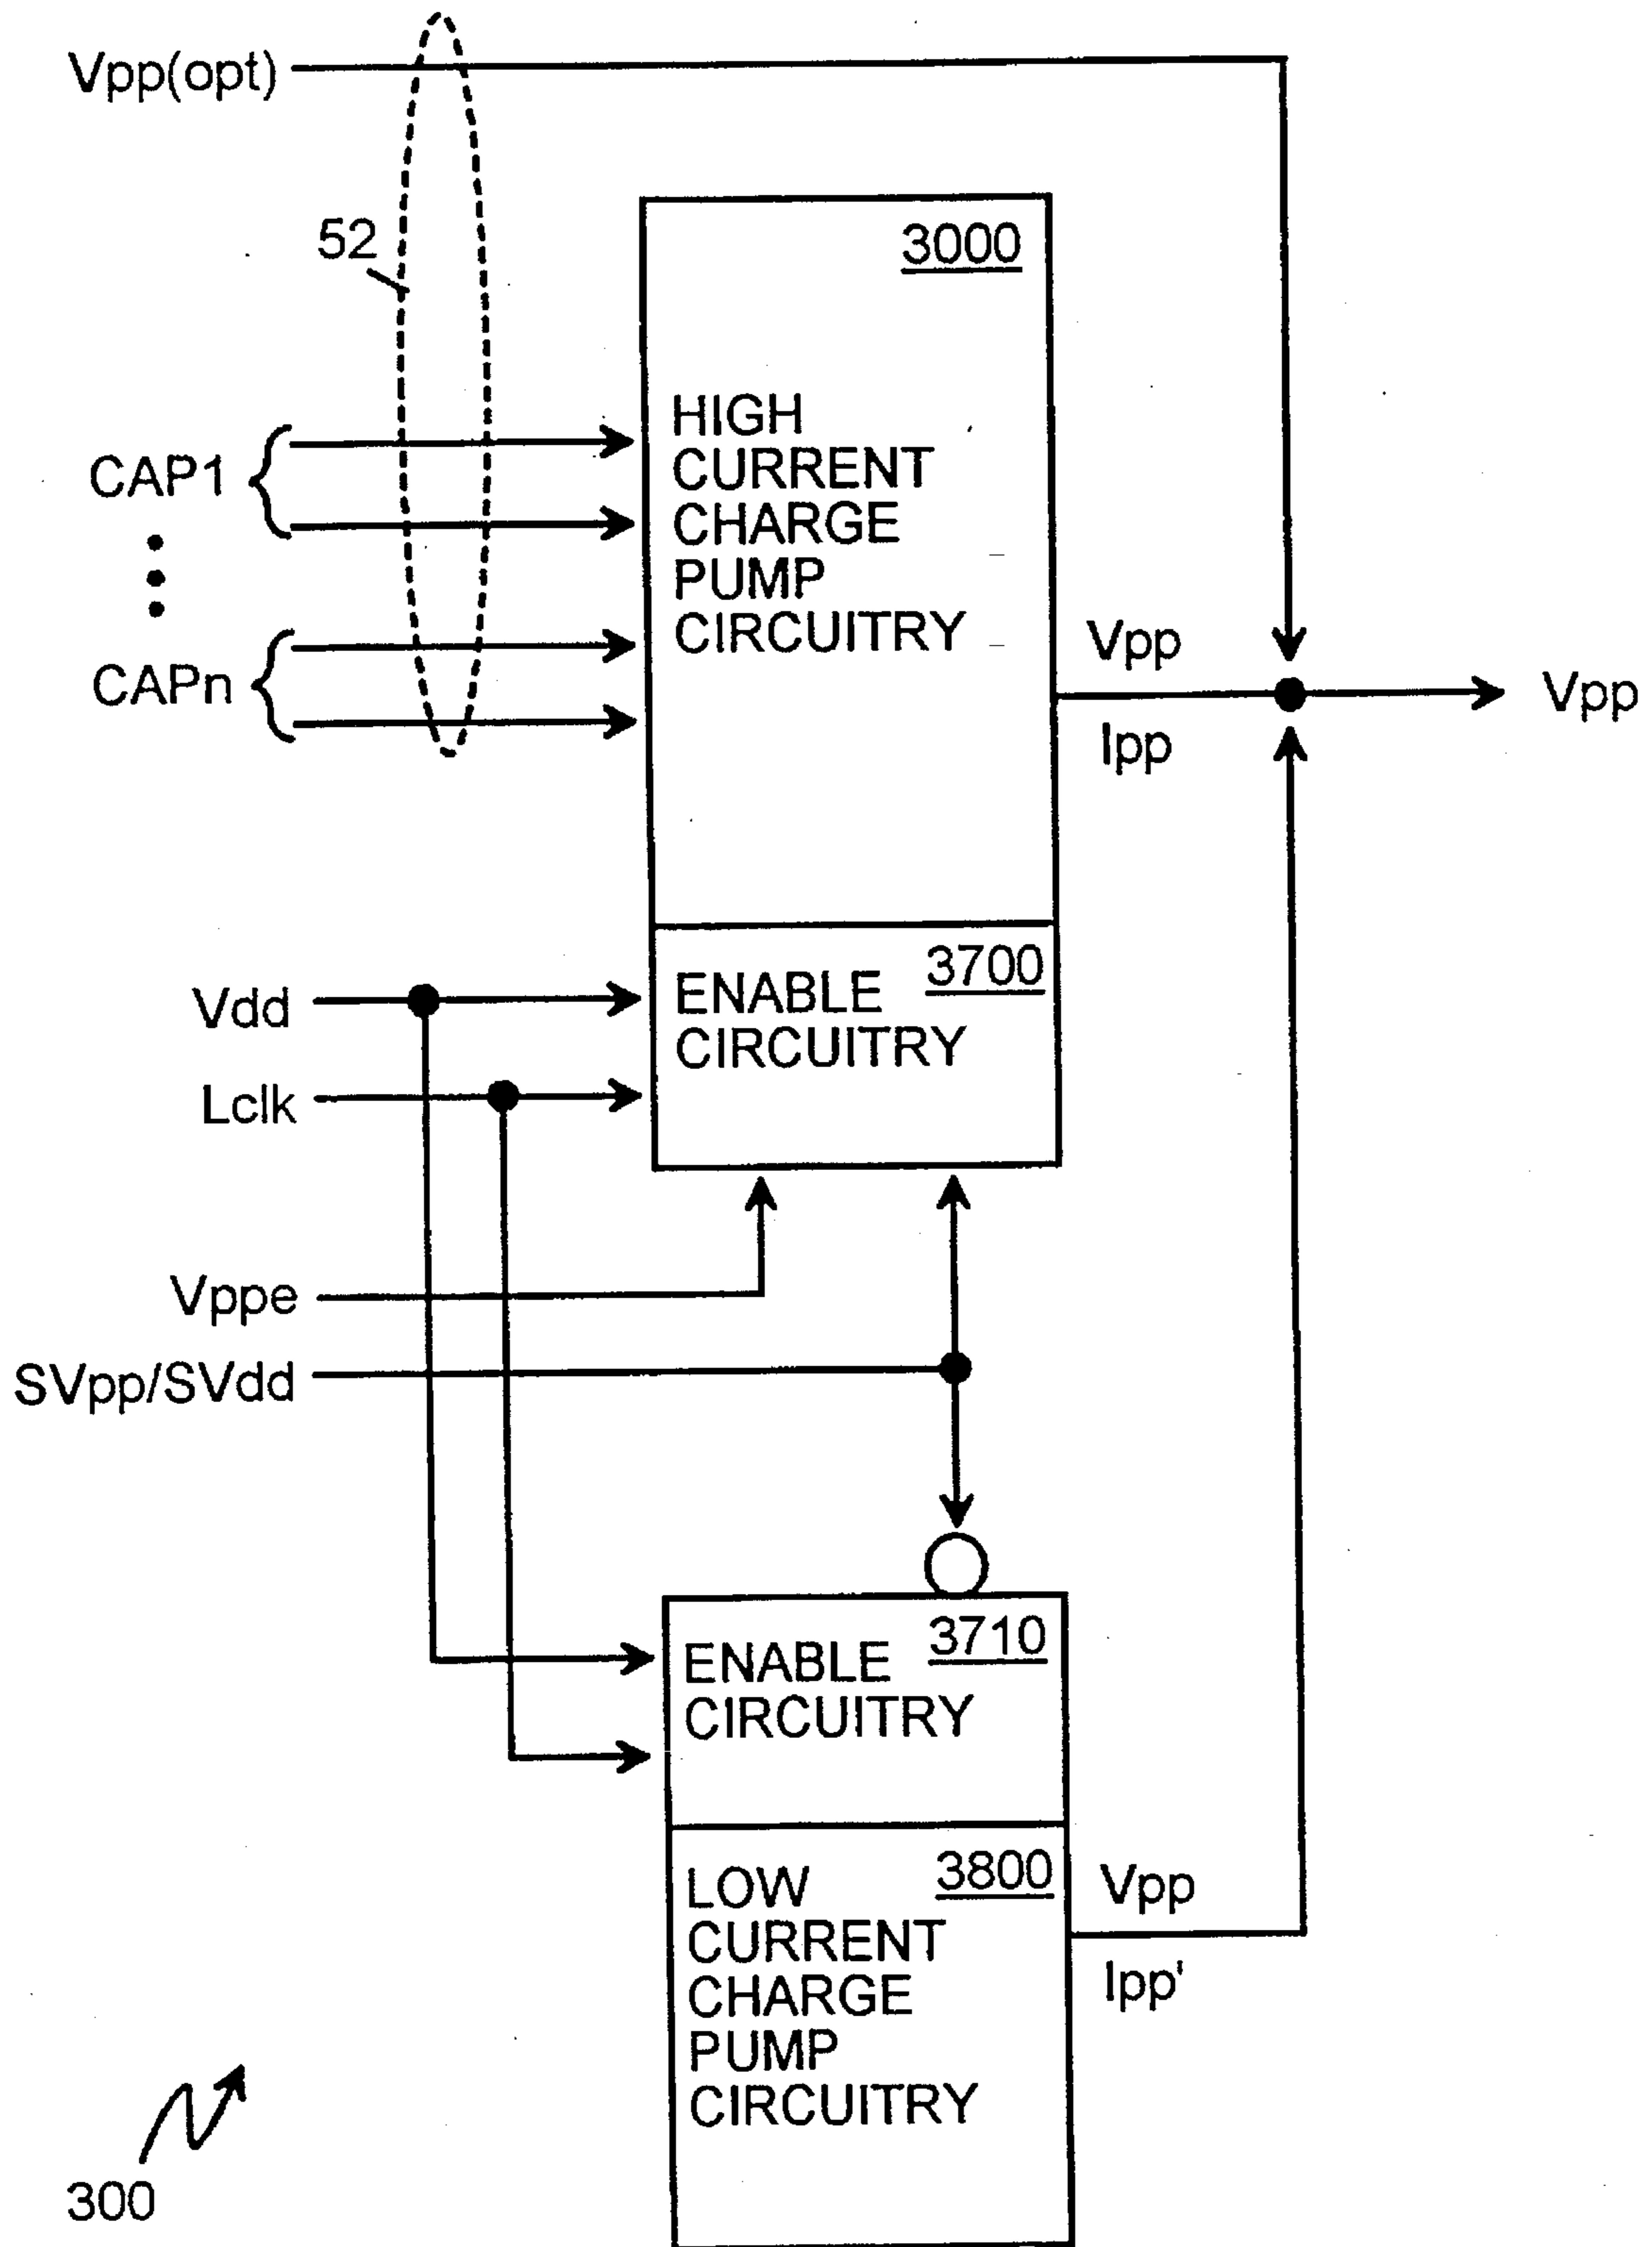 Vpp(opt)
52
3000
HIGH
CURRENT
CHARGE
PUMP
CIRCUITRY
CAP1
CAPn
Vpp
Ipp
Vpp
3700
ENABLE
CIRCUITRY
Vdd
Lclk
Vppe
SVpp/SVdd
3710
ENABLE
CIRCUITRY
3800
LOW
CURRENT
CHARGE
PUMP
CIRCUITRY
Vpp
Ipp'
300